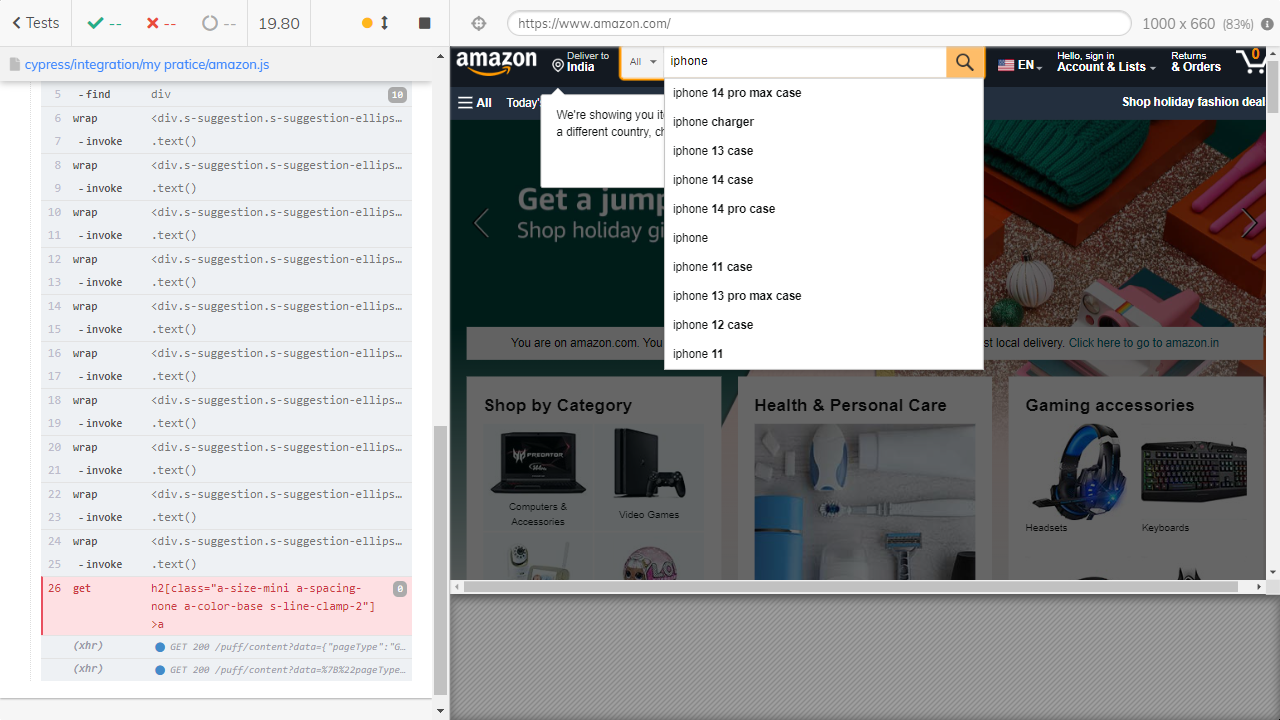 Tests
--
--
--
19.80
https://www.amazon.com/
1000 x 660 (83%)
cypress/integration/my pratice/amazon.js
5 -find div 10
6 wrap <div.s-suggestion.s-suggestion-ellips…
7 -invoke .text()
8 wrap <div.s-suggestion.s-suggestion-ellips…
9 -invoke .text()
10 wrap <div.s-suggestion.s-suggestion-ellips…
11 -invoke .text()
12 wrap <div.s-suggestion.s-suggestion-ellips…
13 -invoke .text()
14 wrap <div.s-suggestion.s-suggestion-ellips…
15 -invoke .text()
16 wrap <div.s-suggestion.s-suggestion-ellips…
17 -invoke .text()
18 wrap <div.s-suggestion.s-suggestion-ellips…
19 -invoke .text()
20 wrap <div.s-suggestion.s-suggestion-ellips…
21 -invoke .text()
22 wrap <div.s-suggestion.s-suggestion-ellips…
23 -invoke .text()
24 wrap <div.s-suggestion.s-suggestion-ellips…
25 -invoke .text()
26 get h2[class="a-size-mini a-spacing- 0
none a-color-base s-line-clamp-2"]
>a
(xhr) GET 200 /puff/content?data={"pageType":"G…
(xhr) GET 200 /puff/content?data=%7B%22pageType…
amazon
Deliver to
India
All
iphone
EN
Hello, sign in
Account & Lists
Returns
& Orders
0
All
Today's
Shop holiday fashion deal
We're showing you ite
a different country, ch
iphone 14 pro max case
iphone charger
iphone 13 case
iphone 14 case
iphone 14 pro case
iphone
iphone 11 case
iphone 13 pro max case
iphone 12 case
iphone 11
Get a jump
Shop holiday gi
You are on amazon.com. You
st local delivery. Click here to go to amazon.in
Shop by Category
PREDATOR
Computers &
Accessories
Video Games
Health & Personal Care
Gaming accessories
Headsets
Keyboards